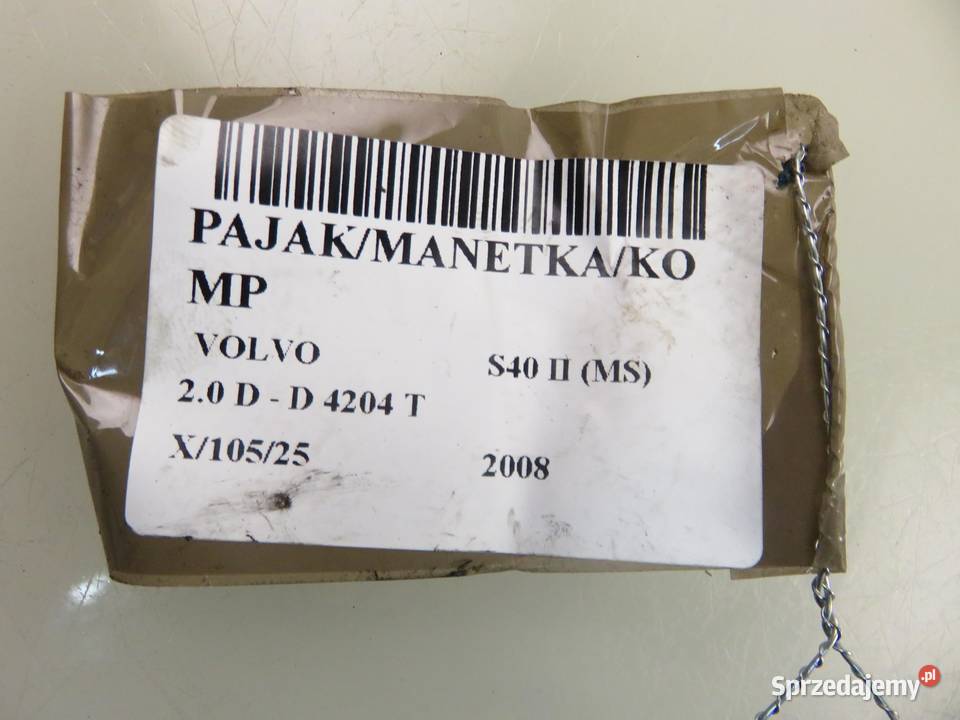 PAJAK/MANETKA/KO
MP
VOLVO S40 II (MS)
2.0 D - D 4204 T
X/105/25 2008
Sprzedajemy.pl